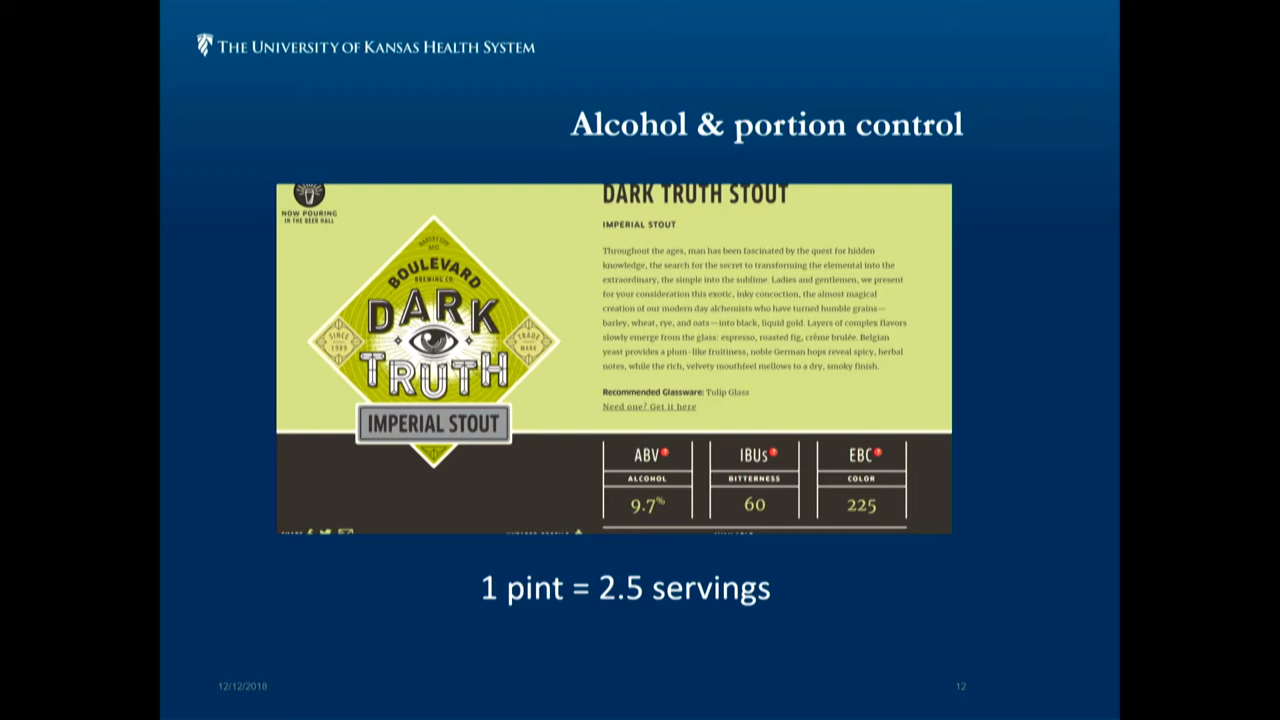 THE UNIVERSITY OF KANSAS HEALTH SYSTEM
Alcohol & portion control
NOW POURING
IN THE BEER HALL
BOULEVARD
BREWING CO.
DARK
TRUTH
SINCE
1989
TRADE
MARK
IMPERIAL STOUT
DARK TRUTH STOUT
IMPERIAL STOUT
Throughout the ages, man has been fascinated by the quest for hidden
knowledge, the search for the secret to transforming the elemental into the
extraordinary, the simple into the sublime. Ladies and gentlemen, we present
for your consideration this exotic, inky concoction, the almost magical
creation of our modern day alchemists who have turned humble grains—
barley, wheat, rye, and oats—into black, liquid gold. Layers of complex flavors
slowly emerge from the glass: espresso, roasted fig, crème brulée. Belgian
yeast provides a plum-like fruitiness, noble German hops reveal spicy, herbal
notes, while the rich, velvety mouthfeel mellows to a dry, smoky finish.
Recommended Glassware: Tulip Glass
Need one? Get it here
ABV ?
ALCOHOL
9.7%
IBUs ?
BITTERNESS
60
EBC ?
COLOR
225
1 pint = 2.5 servings
12/12/2018
12